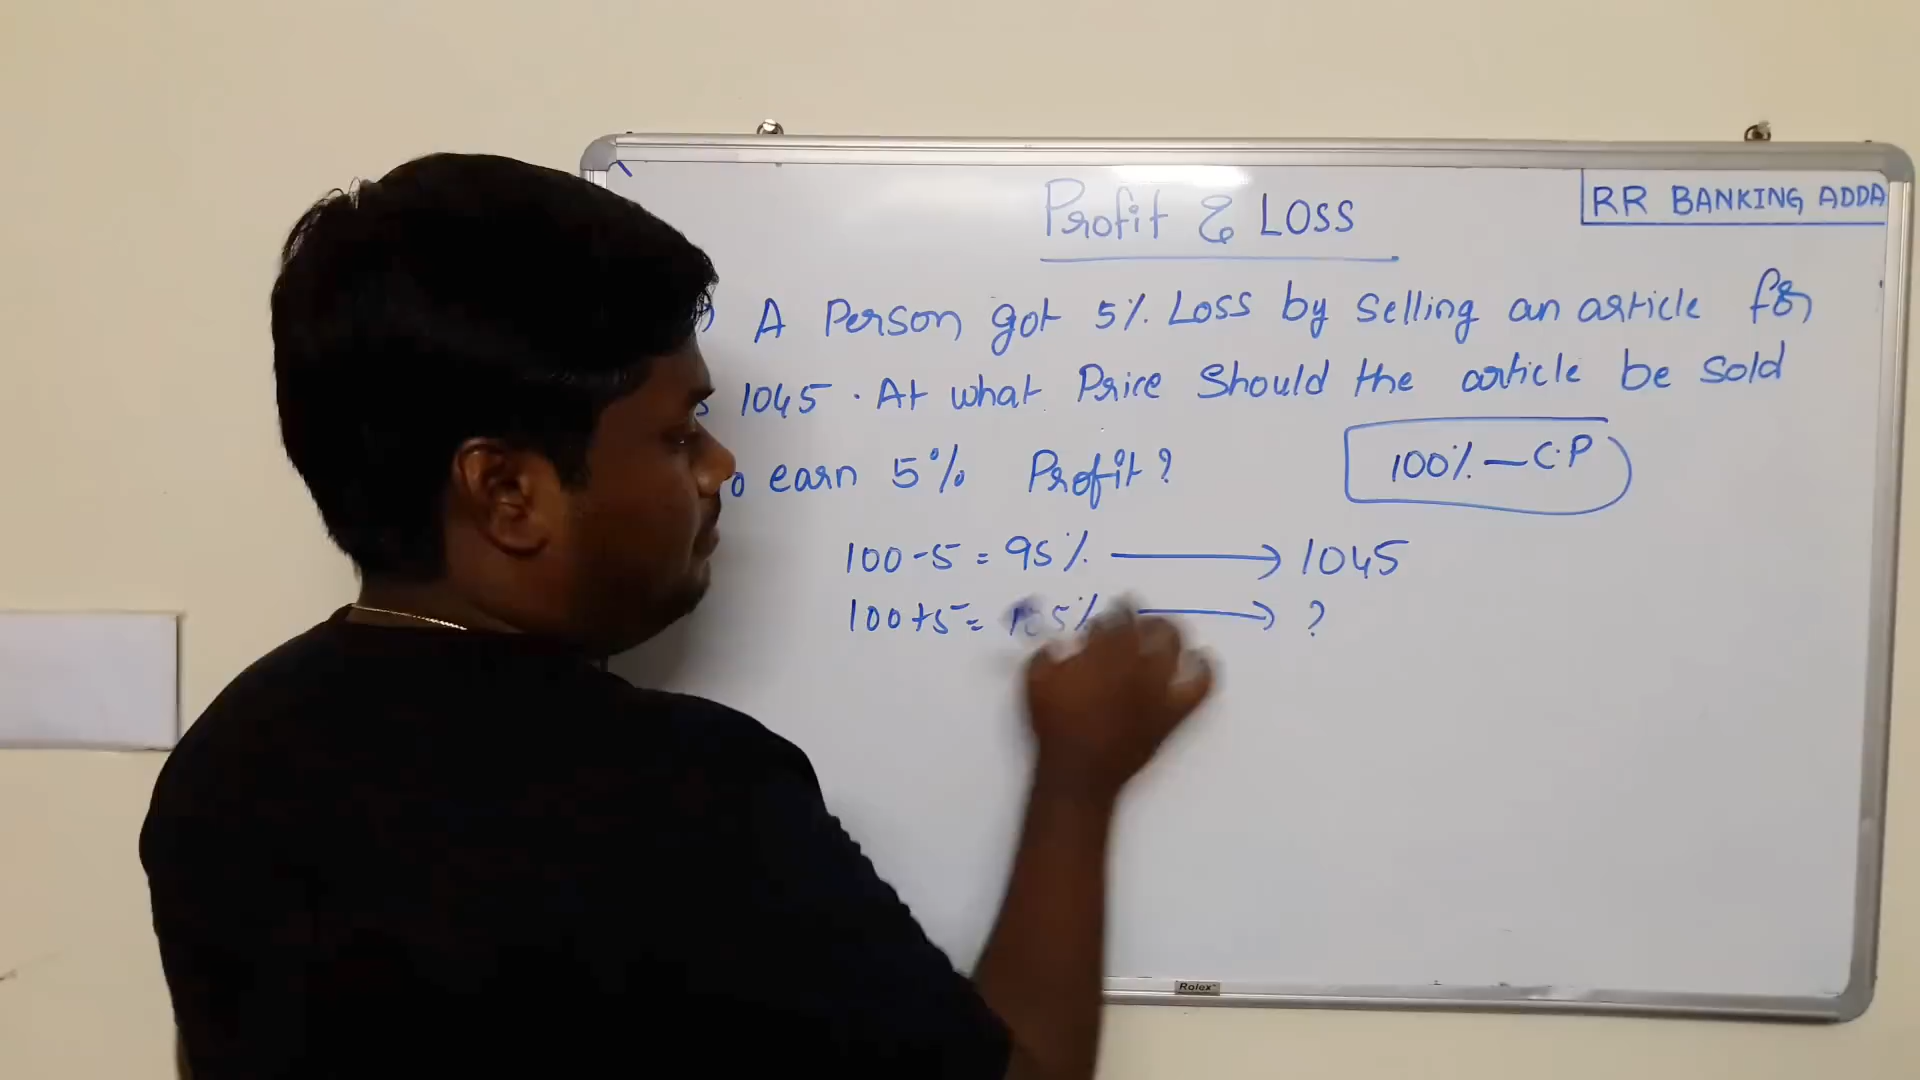 Profit & LOSS
RR BANKING ADDA
A Person got 5% Loss by selling an article for
1045. At what Price Should the article be sold
earn 5% Profit?
100% — C.P
100-5 = 95% → 1045
100+5 = 105% → ?
Rolex